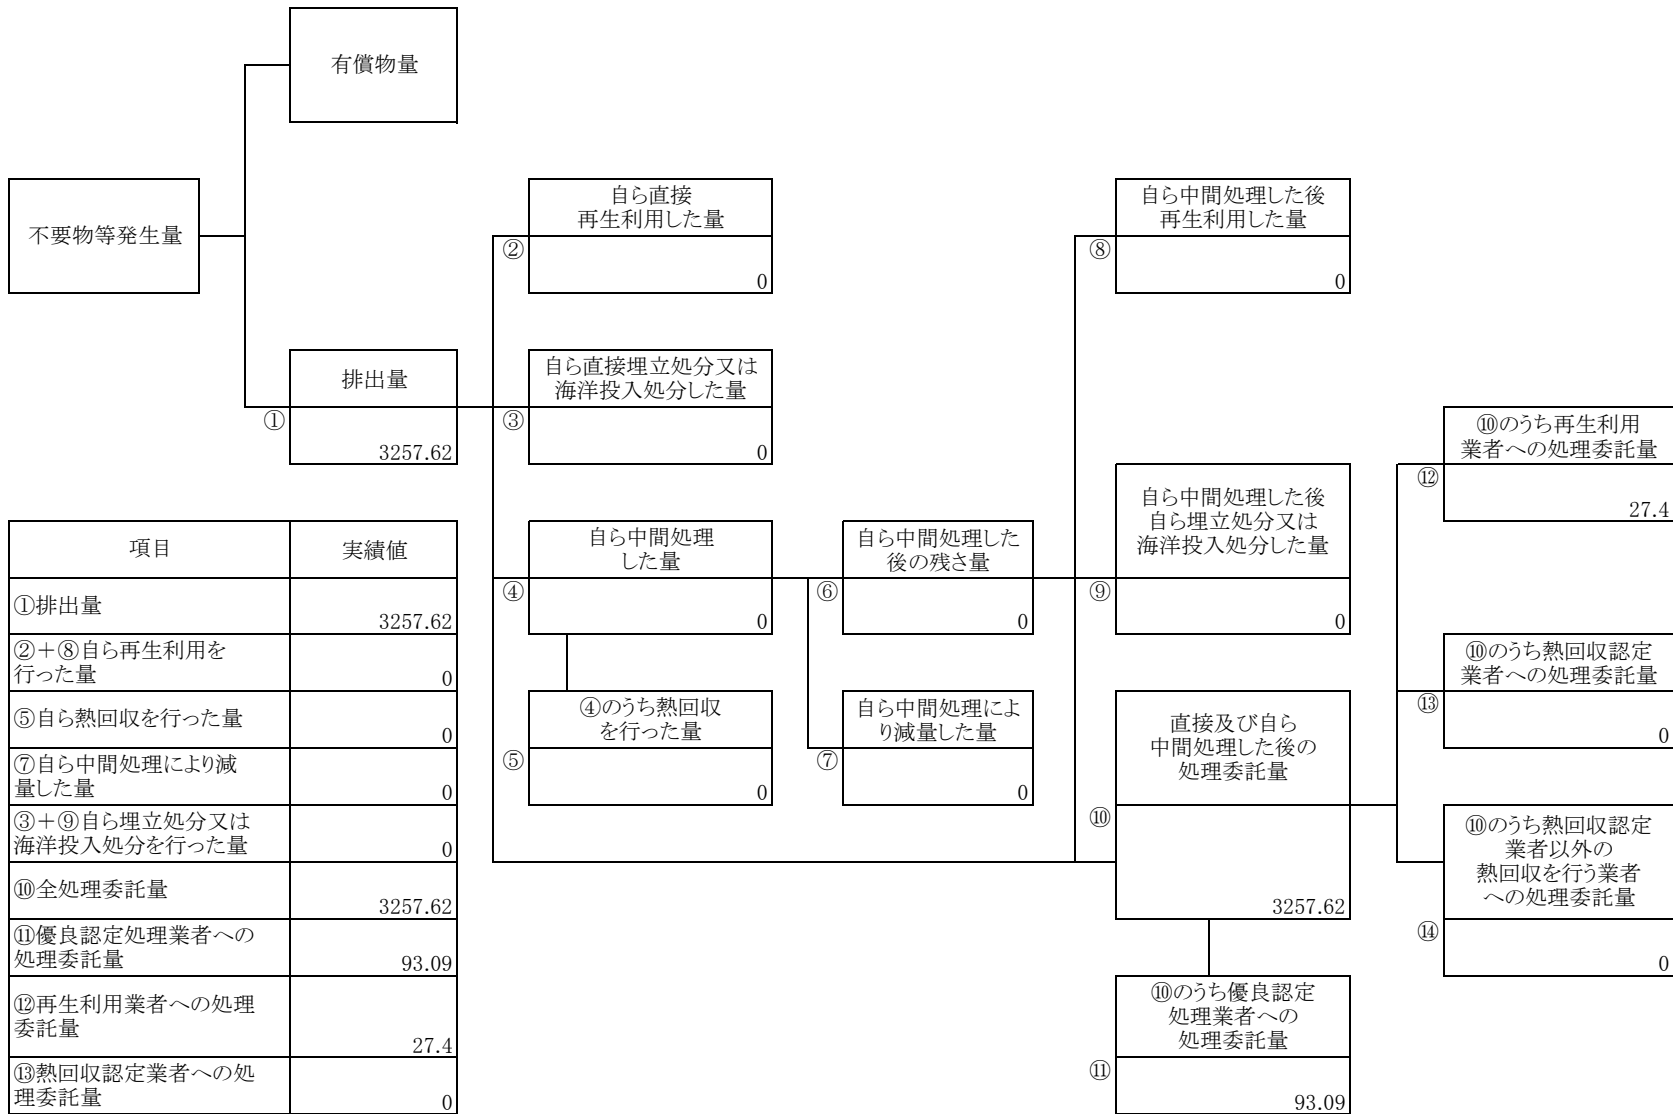 有償物量
不要物等発生量
自ら直接
再生利用した量
②
0
自ら中間処理した後
再生利用した量
⑧
0
排出量
①
3257.62
自ら直接埋立処分又は
海洋投入処分した量
③
0
⑩のうち再生利用
業者への処理委託量
⑫
27.4
自ら中間処理
した量
④
0
自ら中間処理した
後の残さ量
⑥
0
自ら中間処理した後
自ら埋立処分又は
海洋投入処分した量
⑨
0
⑩のうち熱回収認定
業者への処理委託量
⑬
0
④のうち熱回収
を行った量
⑤
0
自ら中間処理によ
り減量した量
⑦
0
直接及び自ら
中間処理した後の
処理委託量
⑩
3257.62
⑩のうち熱回収認定
業者以外の
熱回収を行う業者
への処理委託量
⑭
0
⑩のうち優良認定
処理業者への
処理委託量
⑪
93.09
項目 実績値
①排出量
3257.62
②＋⑧自ら再生利用を
行った量
0
⑤自ら熱回収を行った量
0
⑦自ら中間処理により減
量した量
0
③＋⑨自ら埋立処分又は
海洋投入処分を行った量
0
⑩全処理委託量
3257.62
⑪優良認定処理業者への
処理委託量
93.09
⑫再生利用業者への処理
委託量
27.4
⑬熱回収認定業者への処
理委託量
0